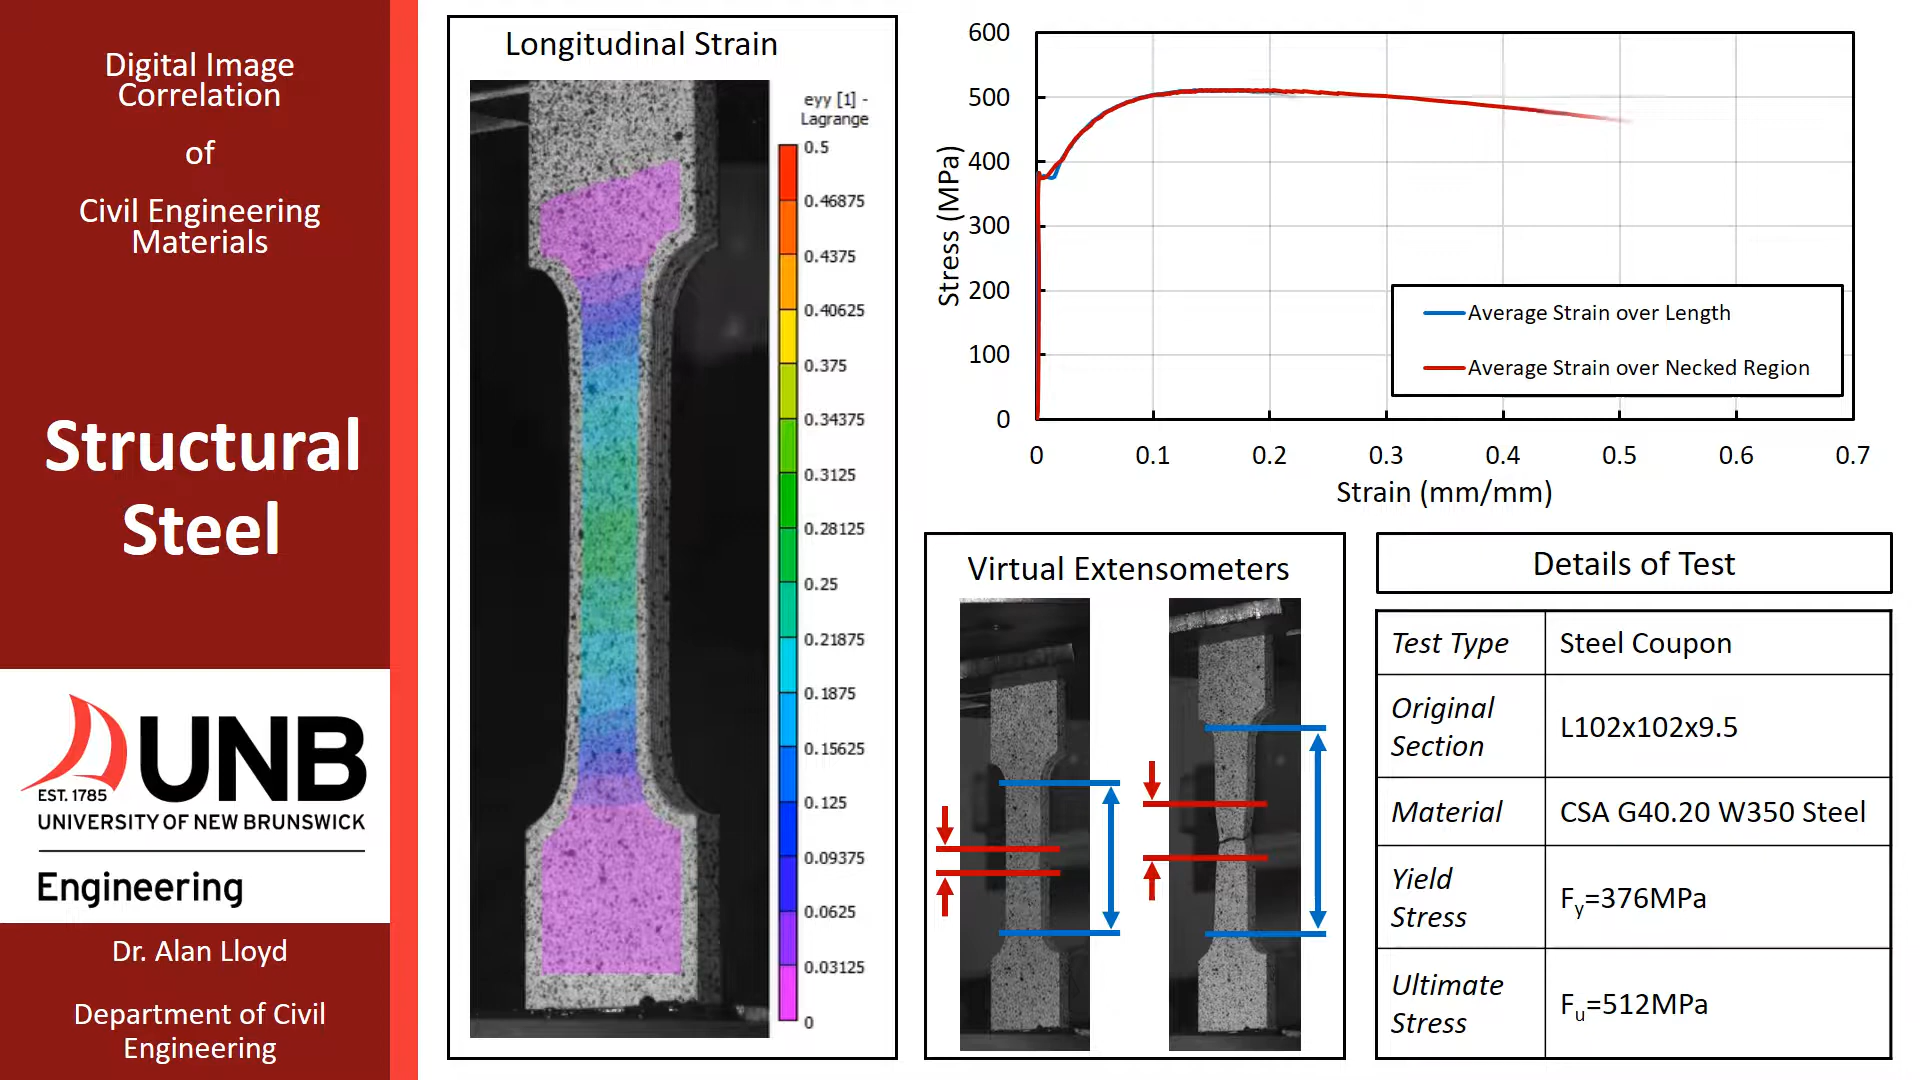 Digital Image
Correlation
of
Civil Engineering
Materials
Structural
Steel
EST. 1785
UNB
UNIVERSITY OF NEW BRUNSWICK
Engineering
Dr. Alan Lloyd
Department of Civil
Engineering
Longitudinal Strain
eyy [1] -
Lagrange
0.5
0.46875
0.4375
0.40625
0.375
0.34375
0.3125
0.28125
0.25
0.21875
0.1875
0.15625
0.125
0.09375
0.0625
0.03125
0
600
500
400
300
200
100
0
Stress (MPa)
0 0.1 0.2 0.3 0.4 0.5 0.6 0.7
Strain (mm/mm)
Average Strain over Length
Average Strain over Necked Region
Virtual Extensometers
Details of Test
Test Type Steel Coupon
Original
Section
L102x102x9.5
Material CSA G40.20 W350 Steel
Yield
Stress
Fy=376MPa
Ultimate
Stress
Fu=512MPa